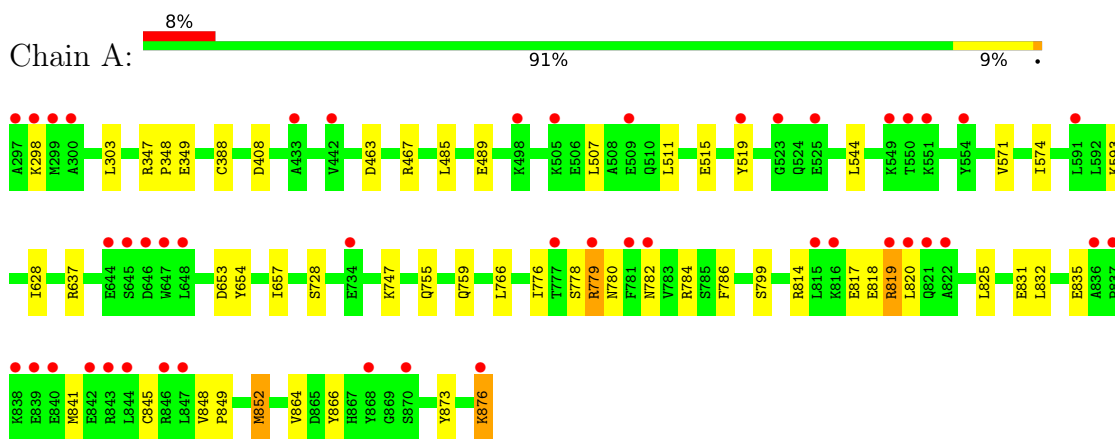 8%
Chain A:
91% 9% •
A297 K298 M299 A300 L303 R347 P348 E349 C388 D408 A433 V442 D463 R467 L485 E489 K498 K505 E506 L507 A508 E509 Q510 L511 E515 Y519 G523 Q524 E525 L544 K549 T550 K551 Y554 V571 I574 L591 L592 K593
I628 R637 E644 S645 D646 W647 L648 D653 Y654 I657 S728 E734 K747 Q755 Q759 L766 I776 T777 S778 R779 N780 F781 N782 V783 R784 S785 F786 S799 R814 L815 K816 E817 E818 R819 L820 Q821 A822 L825 E831 L832 E835 A836
K838 E839 E840 M841 E842 R843 L844 C845 R846 L847 V848 P849 M852 V864 D865 Y866 H867 Y868 G869 S870 Y873 K876